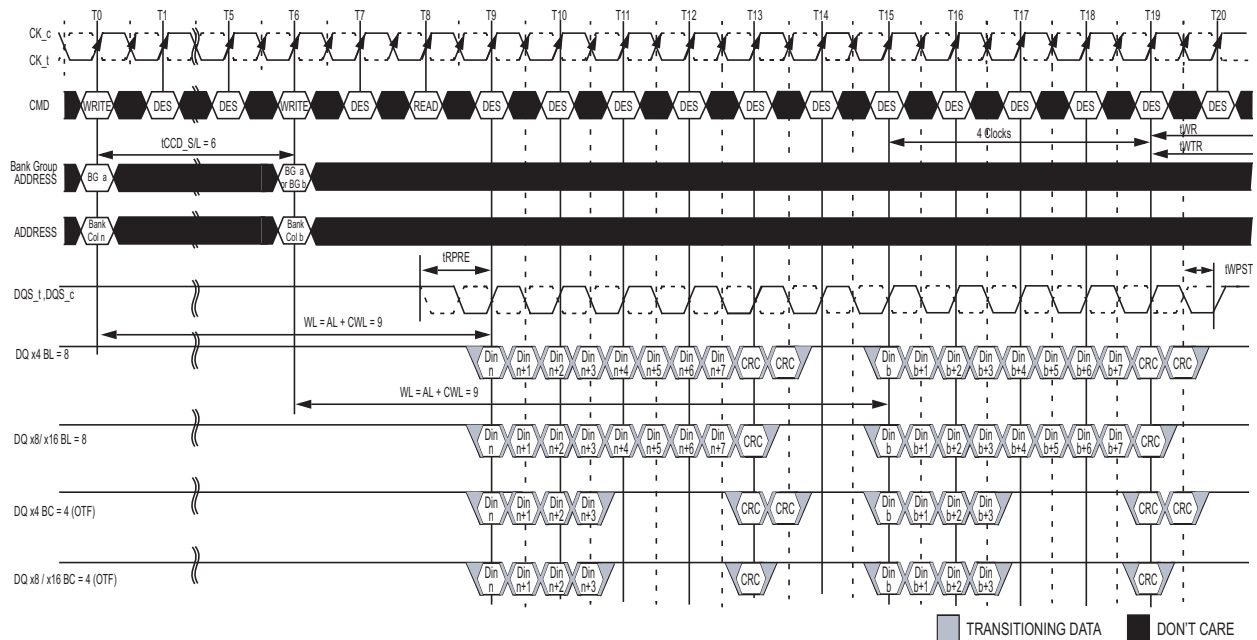 T0 T1 T5 T6 T7 T8 T9 T10 T11 T12 T13 T14 T15 T16 T17 T18 T19 T20
CK_c
CK_t
CMD WRITE DES DES WRITE DES READ DES DES DES DES DES DES DES DES DES DES DES DES
4 Clocks
tWR
tWTR
tCCD_S/L = 6
Bank Group
ADDRESS
BG a
BG a
or BG b
ADDRESS
Bank
Col n
Bank
Col b
tRPRE
tWPST
DQS_t ,DQS_c
WL = AL + CWL = 9
DQ x4 BL = 8
Din n Din n+1 Din n+2 Din n+3 Din n+4 Din n+5 Din n+6 Din n+7 CRC CRC Din b Din b+1 Din b+2 Din b+3 Din b+4 Din b+5 Din b+6 Din b+7 CRC CRC
WL = AL + CWL = 9
DQ x8/ x16 BL = 8
Din n Din n+1 Din n+2 Din n+3 Din n+4 Din n+5 Din n+6 Din n+7 CRC Din b Din b+1 Din b+2 Din b+3 Din b+4 Din b+5 Din b+6 Din b+7 CRC
DQ x4 BC = 4 (OTF)
Din n Din n+1 Din n+2 Din n+3 CRC CRC Din b Din b+1 Din b+2 Din b+3 CRC CRC
DQ x8 / x16 BC = 4 (OTF)
Din n Din n+1 Din n+2 Din n+3 CRC Din b Din b+1 Din b+2 Din b+3 CRC
TRANSITIONING DATA
DON'T CARE